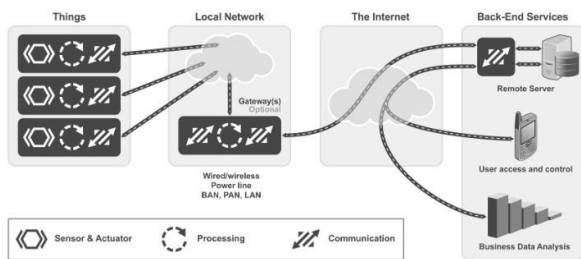 Things
Local Network
The Internet
Back-End Services
Gateway(s)
Optional
Remote Server
Wired/wireless
Power line
BAN, PAN, LAN
User access and control
Business Data Analysis
Sensor & Actuator
Processing
Communication